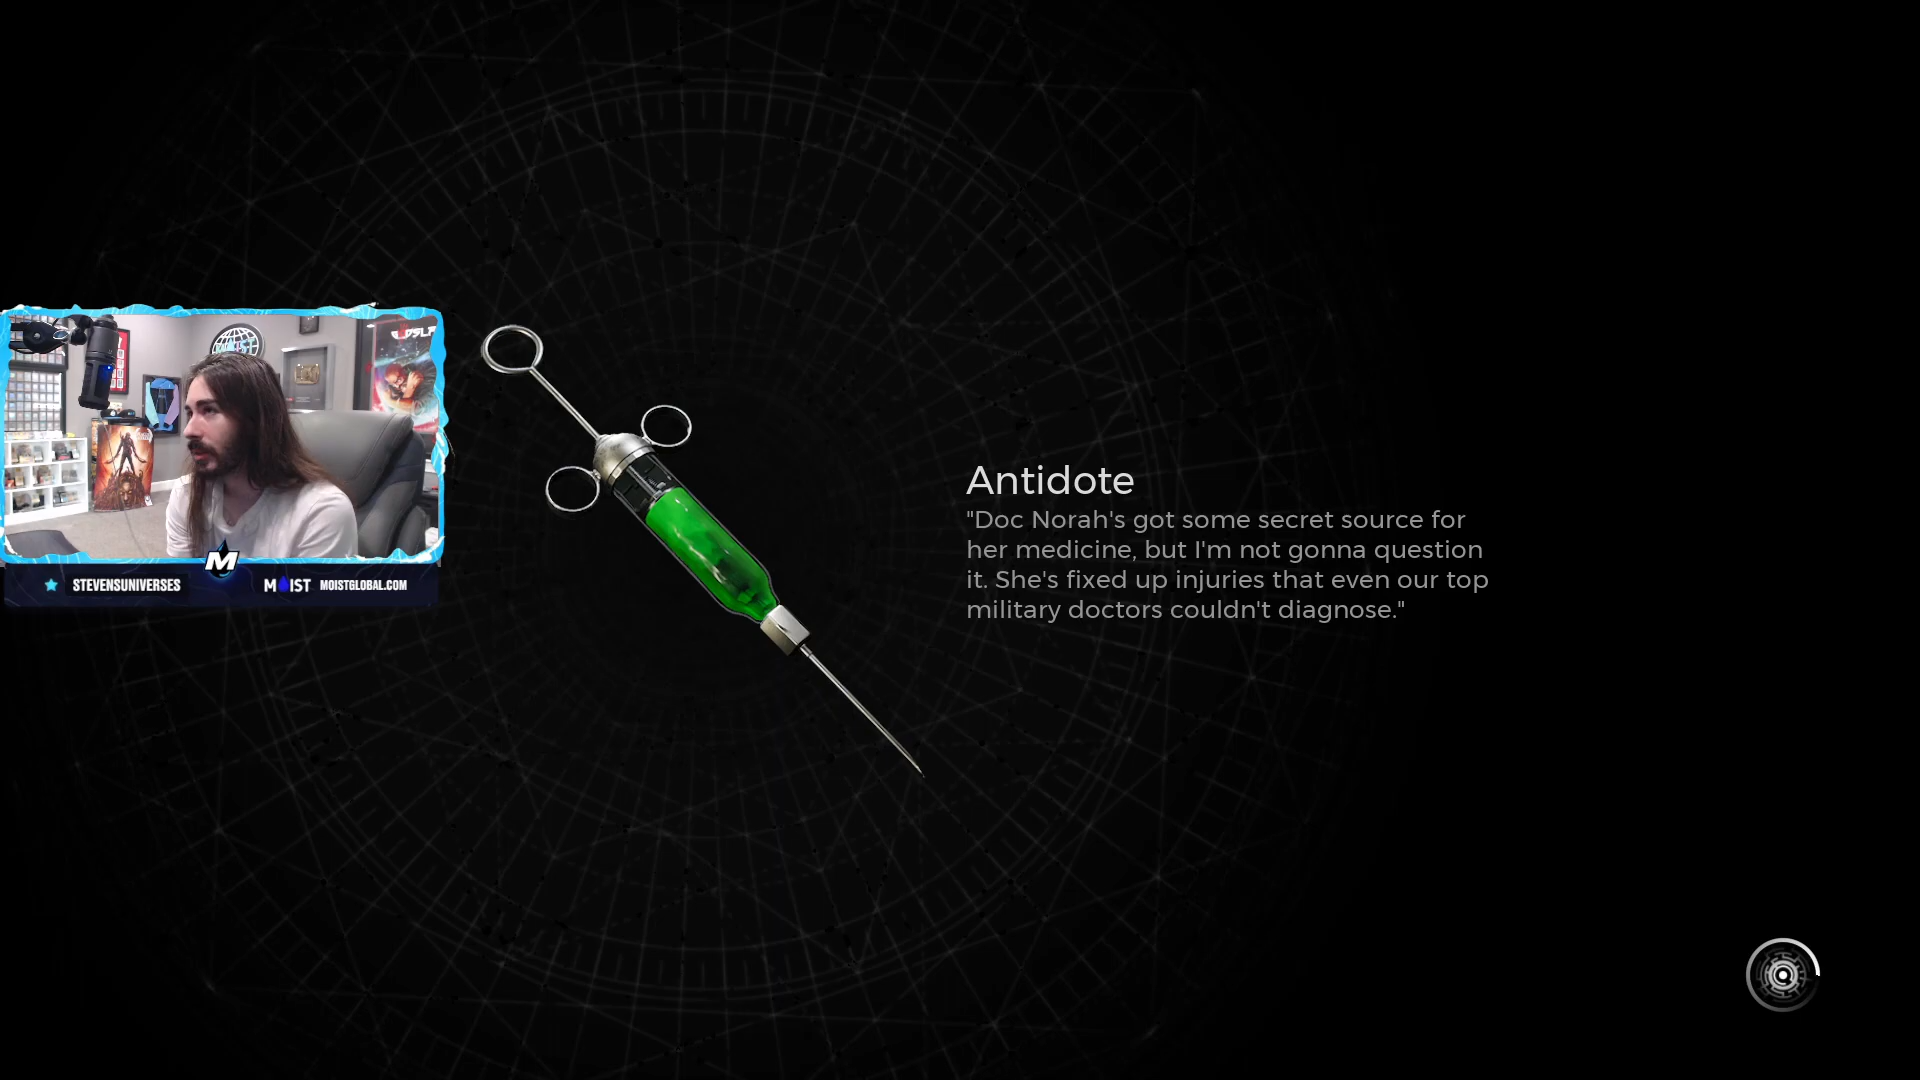 Antidote
"Doc Norah's got some secret source for
her medicine, but I'm not gonna question
it. She's fixed up injuries that even our top
military doctors couldn't diagnose."
M
STEVENSUNIVERSES
MOIST MOISTGLOBAL.COM